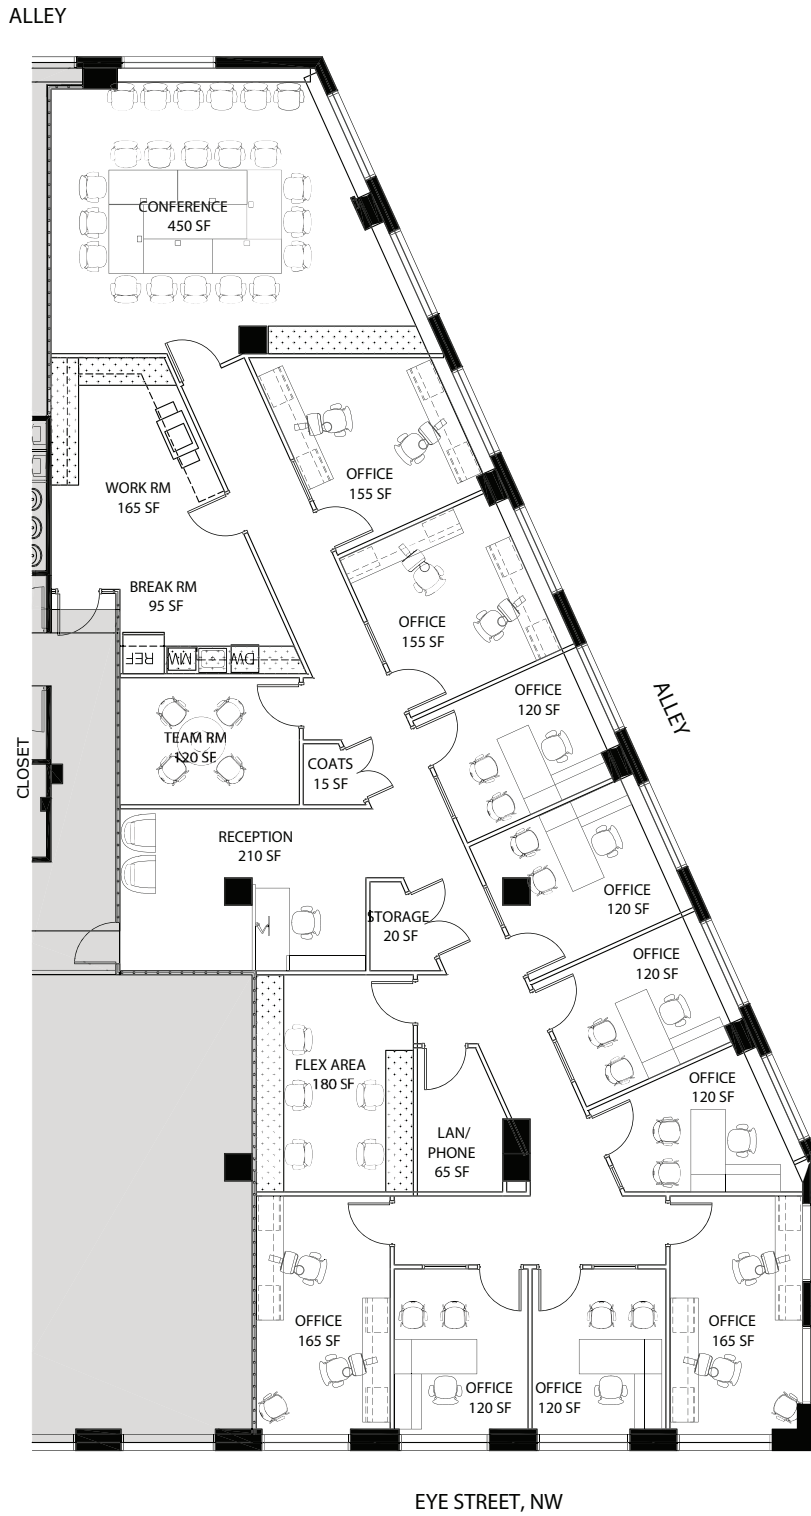 ALLEY
CONFERENCE
450 SF
OFFICE
155 SF
WORK RM
165 SF
BREAK RM
95 SF
OFFICE
155 SF
REF
MW
DW
OFFICE
120 SF
ALLEY
TEAM RM
120 SF
COATS
15 SF
CLOSET
RECEPTION
210 SF
OFFICE
120 SF
STORAGE
20 SF
OFFICE
120 SF
FLEX AREA
180 SF
OFFICE
120 SF
LAN/
PHONE
65 SF
OFFICE
165 SF
OFFICE
165 SF
OFFICE
120 SF
OFFICE
120 SF
EYE STREET, NW